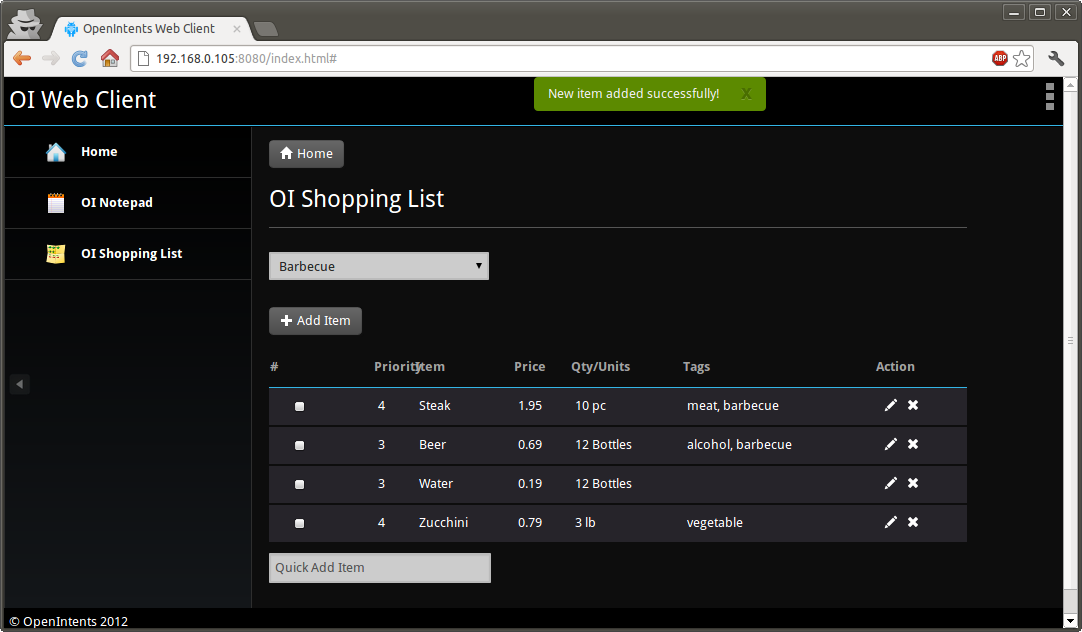 OpenIntents Web Client
192.168.0.105:8080/index.html#
ABP
OI Web Client
New item added successfully! X
Home
OI Notepad
OI Shopping List
Home
OI Shopping List
Barbecue
Add Item
# Priority Item Price Qty/Units Tags Action
4 Steak 1.95 10 pc meat, barbecue
3 Beer 0.69 12 Bottles alcohol, barbecue
3 Water 0.19 12 Bottles
4 Zucchini 0.79 3 lb vegetable
Quick Add Item
© OpenIntents 2012